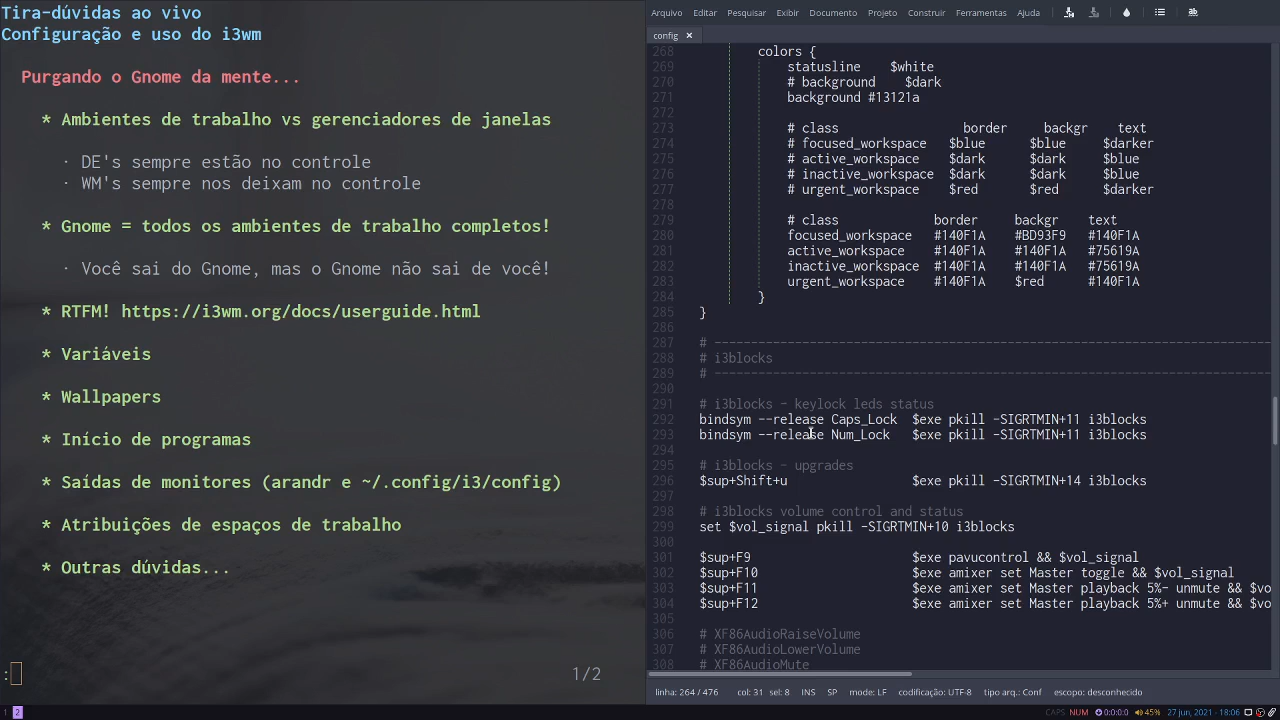 Tira-dúvidas ao vivo
Configuração e uso do i3wm
Purgando o Gnome da mente...
* Ambientes de trabalho vs gerenciadores de janelas
· DE's sempre estão no controle
· WM's sempre nos deixam no controle
* Gnome = todos os ambientes de trabalho completos!
· Você sai do Gnome, mas o Gnome não sai de você!
* RTFM! https://i3wm.org/docs/userguide.html
* Variáveis
* Wallpapers
* Início de programas
* Saídas de monitores (arandr e ~/.config/i3/config)
* Atribuições de espaços de trabalho
* Outras dúvidas...
:
1/2
Arquivo Editar Pesquisar Exibir Documento Projeto Construir Ferramentas Ajuda
config ×
268 colors {
269 statusline $white
270 # background $dark
271 background #13121a
272
273 # class border backgr text
274 # focused_workspace $blue $blue $darker
275 # active_workspace $dark $dark $blue
276 # inactive_workspace $dark $dark $blue
277 # urgent_workspace $red $red $darker
278
279 # class border backgr text
280 focused_workspace #140F1A #BD93F9 #140F1A
281 active_workspace #140F1A #140F1A #75619A
282 inactive_workspace #140F1A #140F1A #75619A
283 urgent_workspace #140F1A $red #140F1A
284 }
285 }
286
287 # ----------------------------------------------------------------------------
288 # i3blocks
289 # ----------------------------------------------------------------------------
290
291 # i3blocks - keylock leds status
292 bindsym --release Caps_Lock $exe pkill -SIGRTMIN+11 i3blocks
293 bindsym --release Num_Lock $exe pkill -SIGRTMIN+11 i3blocks
294
295 # i3blocks - upgrades
296 $sup+Shift+u $exe pkill -SIGRTMIN+14 i3blocks
297
298 # i3blocks volume control and status
299 set $vol_signal pkill -SIGRTMIN+10 i3blocks
300
301 $sup+F9 $exe pavucontrol && $vol_signal
302 $sup+F10 $exe amixer set Master toggle && $vol_signal
303 $sup+F11 $exe amixer set Master playback 5%- unmute && $vo
304 $sup+F12 $exe amixer set Master playback 5%+ unmute && $vo
305
306 # XF86AudioRaiseVolume
307 # XF86AudioLowerVolume
308 # XF86AudioMute
linha: 264 / 476 col: 31 sel: 8 INS SP mode: LF codificação: UTF-8 tipo arq.: Conf escopo: desconhecido
1 2 CAPS NUM 0:0:0:0 45% 27 jun, 2021 - 18:06